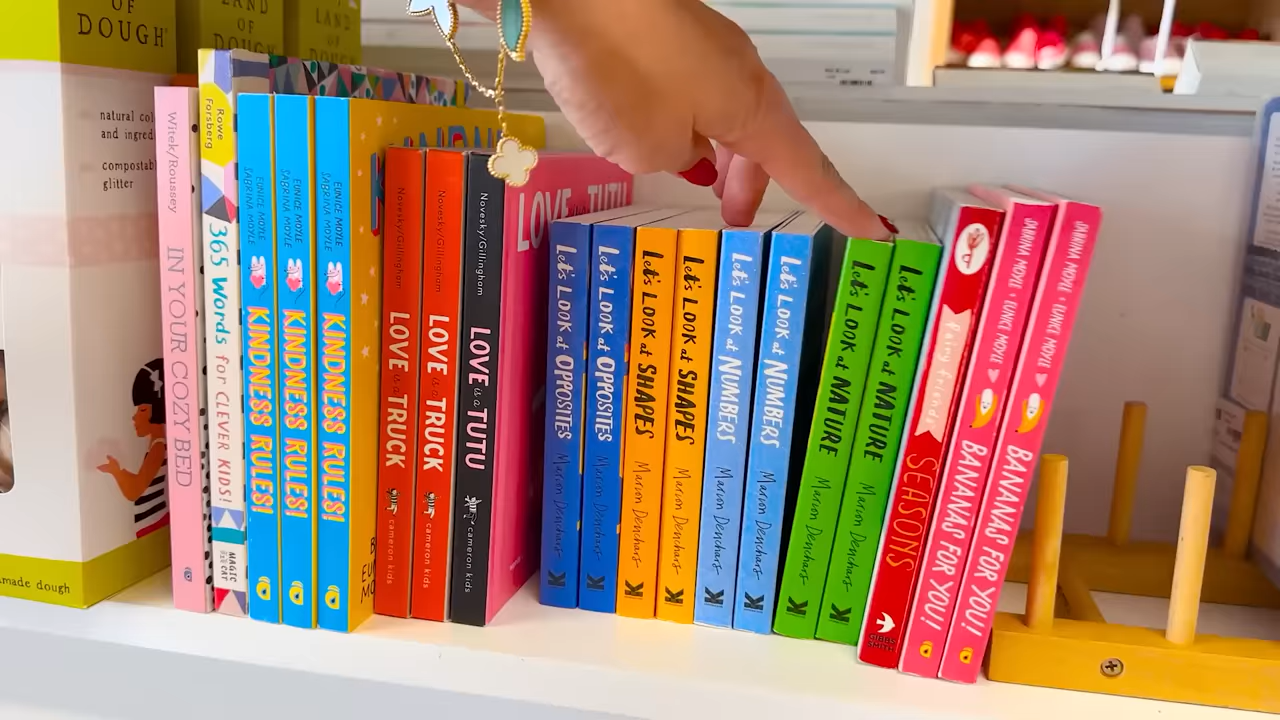 OF
DOUGH
LAND
OF
DOUGH
LAND
OF
DOUGH
natural col
and ingred
compostab
glitter
made dough
Witek/Roussey
IN YOUR COZY BED
Rowe
Forsberg
365 Words for CLEVER KIDS!
MAGIC
CAT
EUNICE MOYLE
SABRINA MOYLE
KINDNESS RULES!
EUNICE MOYLE
SABRINA MOYLE
KINDNESS RULES!
EUNICE MOYLE
SABRINA MOYLE
KINDNESS RULES!
Novesky/Gillingham
LOVE is a TRUCK
cameron kids
Novesky/Gillingham
LOVE is a TRUCK
cameron kids
Novesky/Gillingham
LOVE is a TUTU
cameron kids
LOVE is a TUTU
Let's LOOK at OPPOSITES
Marion Deuchars
K
Let's LOOK at OPPOSITES
Marion Deuchars
K
Let's LOOK at SHAPES
Marion Deuchars
K
Let's LOOK at SHAPES
Marion Deuchars
K
Let's LOOK at NUMBERS
Marion Deuchars
K
Let's LOOK at NUMBERS
Marion Deuchars
K
Let's LOOK at NATURE
Marion Deuchars
K
Let's LOOK at NATURE
Marion Deuchars
K
Fairy friends
SEASONS
GIBBS
SMITH
SABRINA MOYLE & EUNICE MOYLE
BANANAS FOR YOU!
SABRINA MOYLE & EUNICE MOYLE
BANANAS FOR YOU!